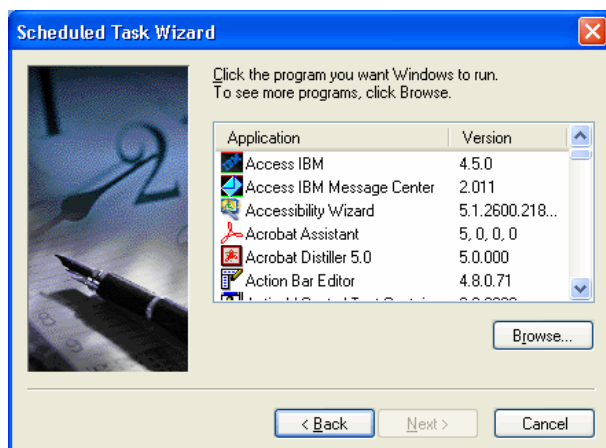 Scheduled Task Wizard
Click the program you want Windows to run.
To see more programs, click Browse.
Application Version
Access IBM 4.5.0
Access IBM Message Center 2.011
Accessibility Wizard 5.1.2600.218...
Acrobat Assistant 5, 0, 0, 0
Acrobat Distiller 5.0 5.0.000
Action Bar Editor 4.8.0.71
Browse...
< Back Next > Cancel